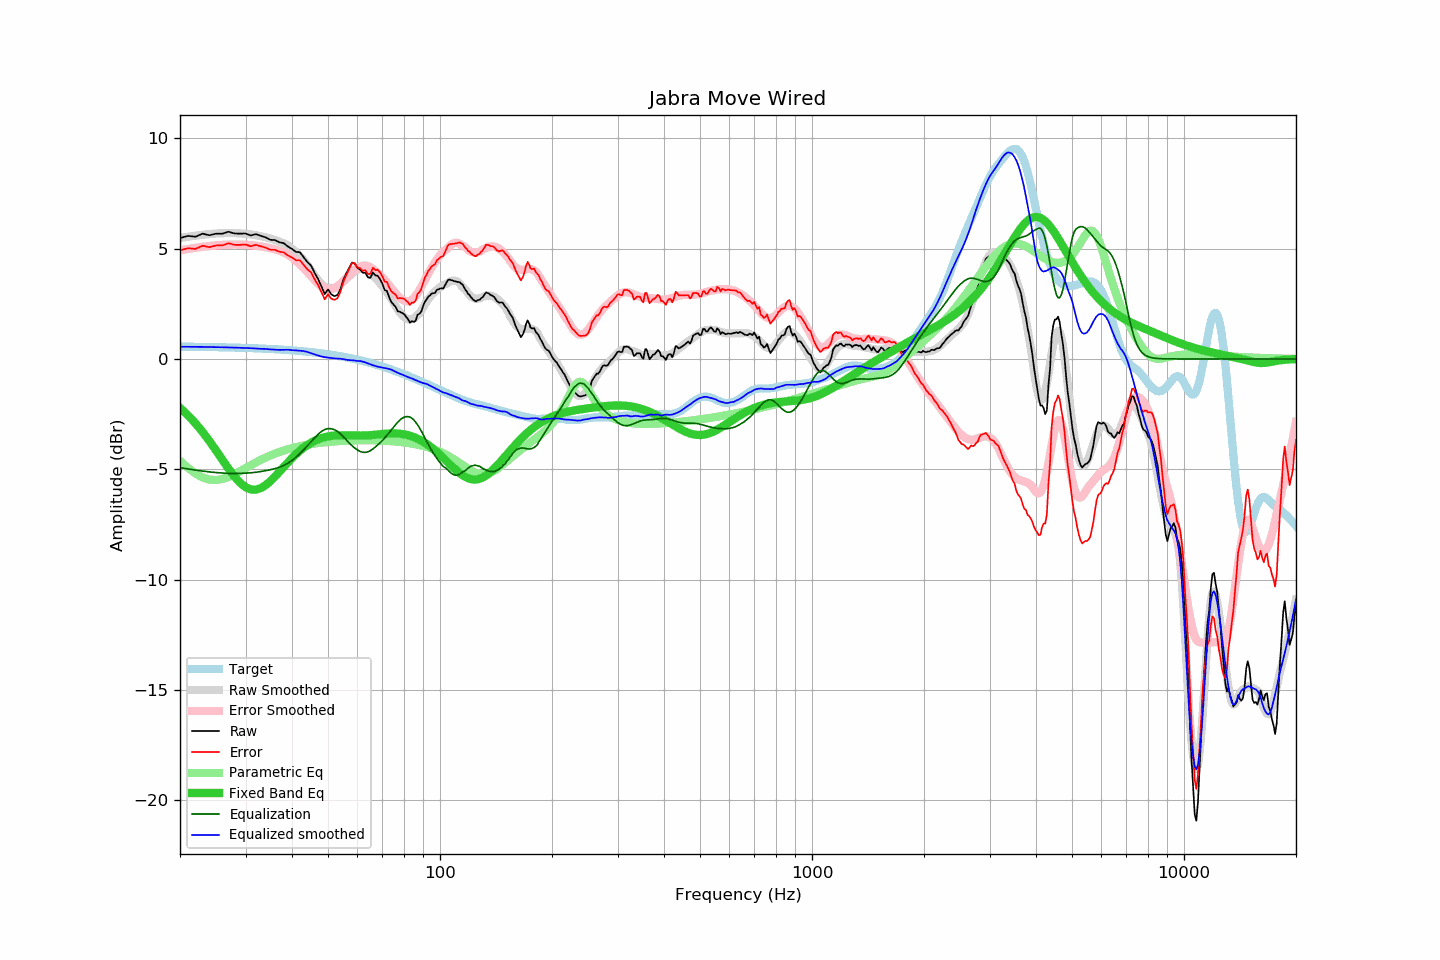 Jabra Move Wired
Amplitude (dBr)
10
5
0
−5
−10
−15
−20
Target
Raw Smoothed
Error Smoothed
Raw
Error
Parametric Eq
Fixed Band Eq
Equalization
Equalized smoothed
100 1000 10000
Frequency (Hz)